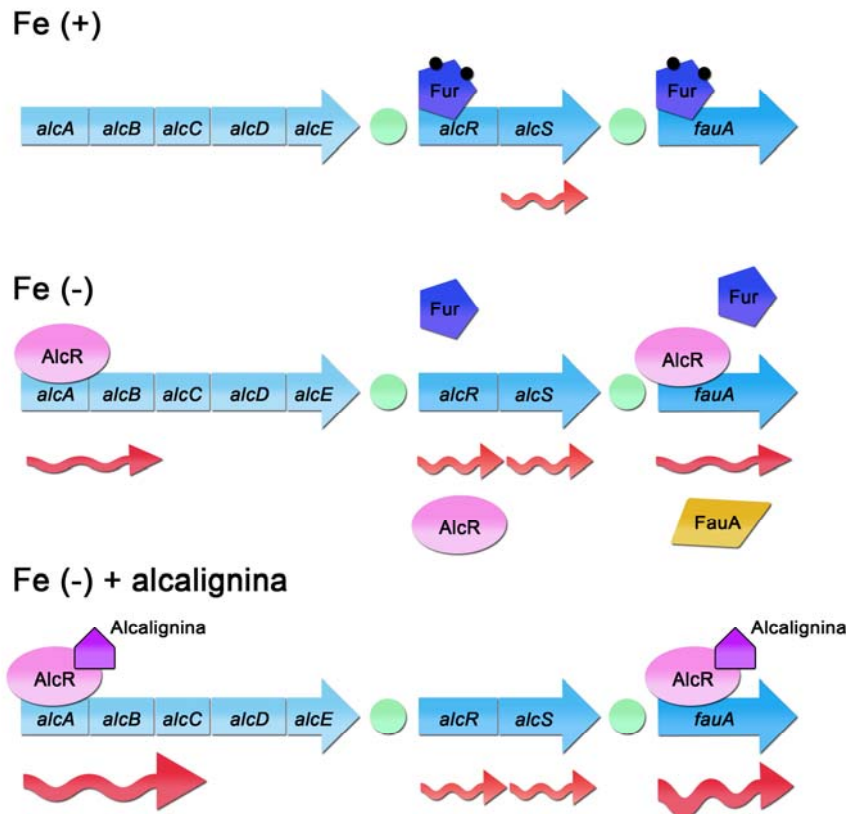 Fe (+)
Fur Fur
alcA alcB alcC alcD alcE alcR alcS fauA
Fe (-)
Fur Fur
AlcR AlcR
alcA alcB alcC alcD alcE alcR alcS fauA
AlcR FauA
Fe (-) + alcalignina
Alcalignina Alcalignina
AlcR AlcR
alcA alcB alcC alcD alcE alcR alcS fauA